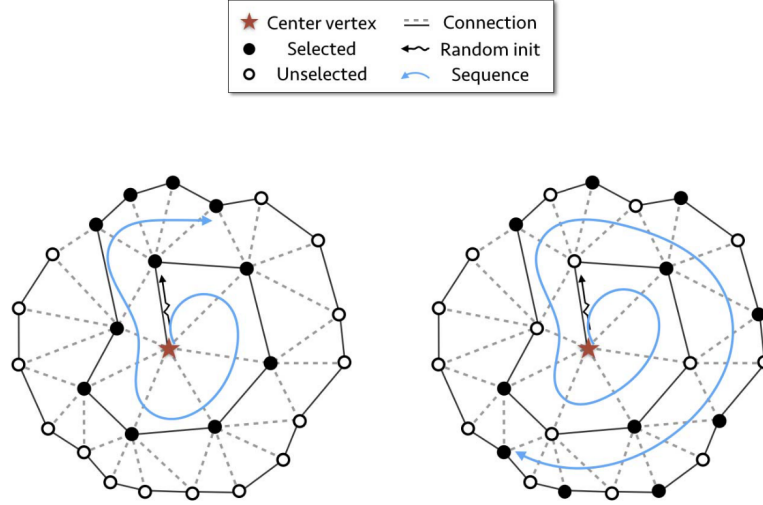 Center vertex
Connection
Selected
Random init
Unselected
Sequence